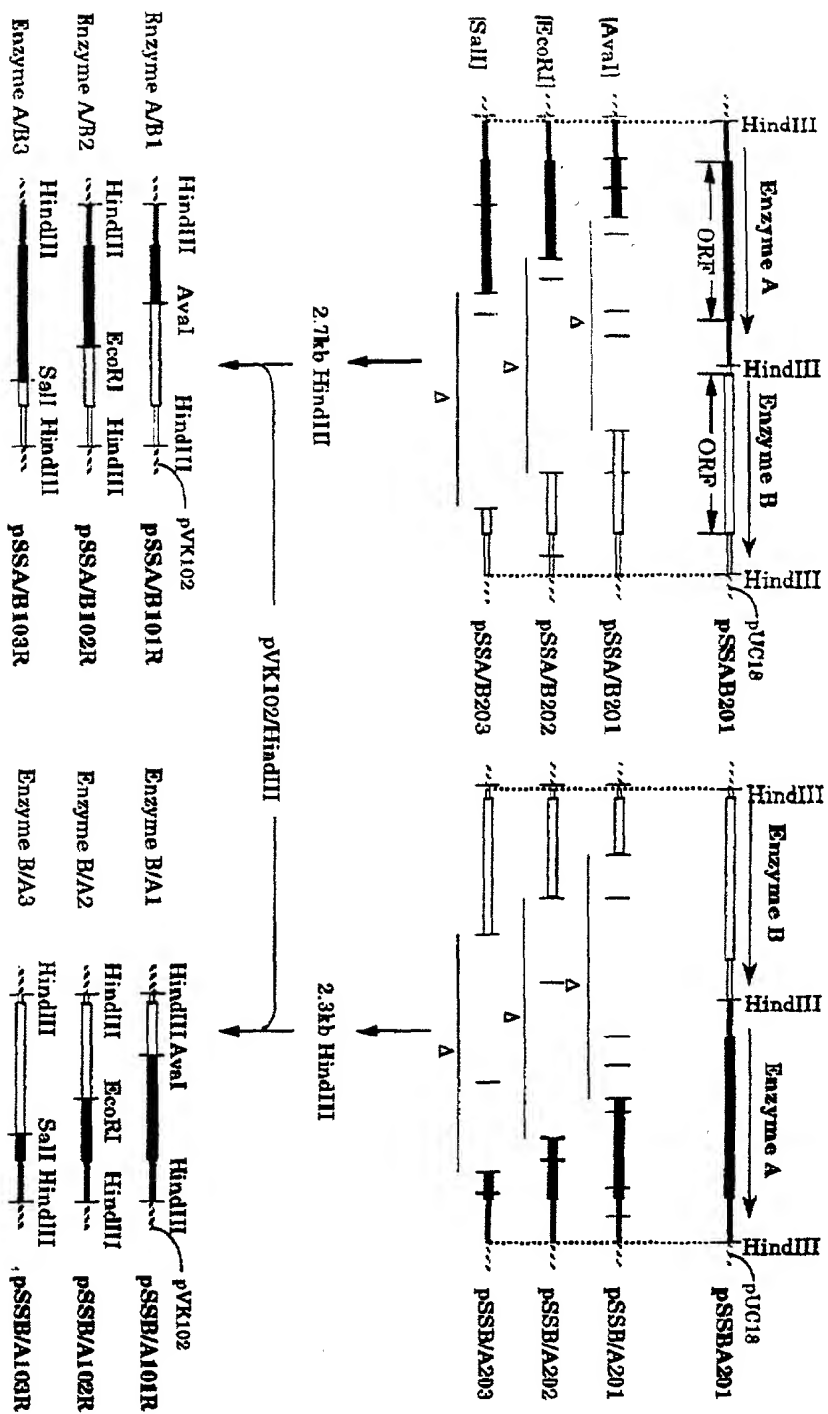 HindIII
Enzyme A
HindIII
Enzyme B
HindIII
pUC18
pSSAB201
ORF
ORF
[AvaI]
Δ
pSSA/B201
[EcoRI]
Δ
pSSA/B202
[SalI]
Δ
pSSA/B203
HindIII
Enzyme B
HindIII
Enzyme A
HindIII
pUC18
pSSBA201
Δ
pSSB/A201
Δ
pSSB/A202
Δ
pSSB/A203
2.7kb HindIII
pVK102/HindIII
2.3kb HindIII
Enzyme A/B1
HindIII AvaI HindIII
pVK102
pSSA/B101R
Enzyme A/B2
HindIII EcoRI HindIII
pSSA/B102R
Enzyme A/B3
HindIII SalI HindIII
pSSA/B103R
Enzyme B/A1
HindIII AvaI HindIII
pVK102
pSSB/A101R
Enzyme B/A2
HindIII EcoRI HindIII
pSSB/A102R
Enzyme B/A3
HindIII SalI HindIII
pSSB/A103R